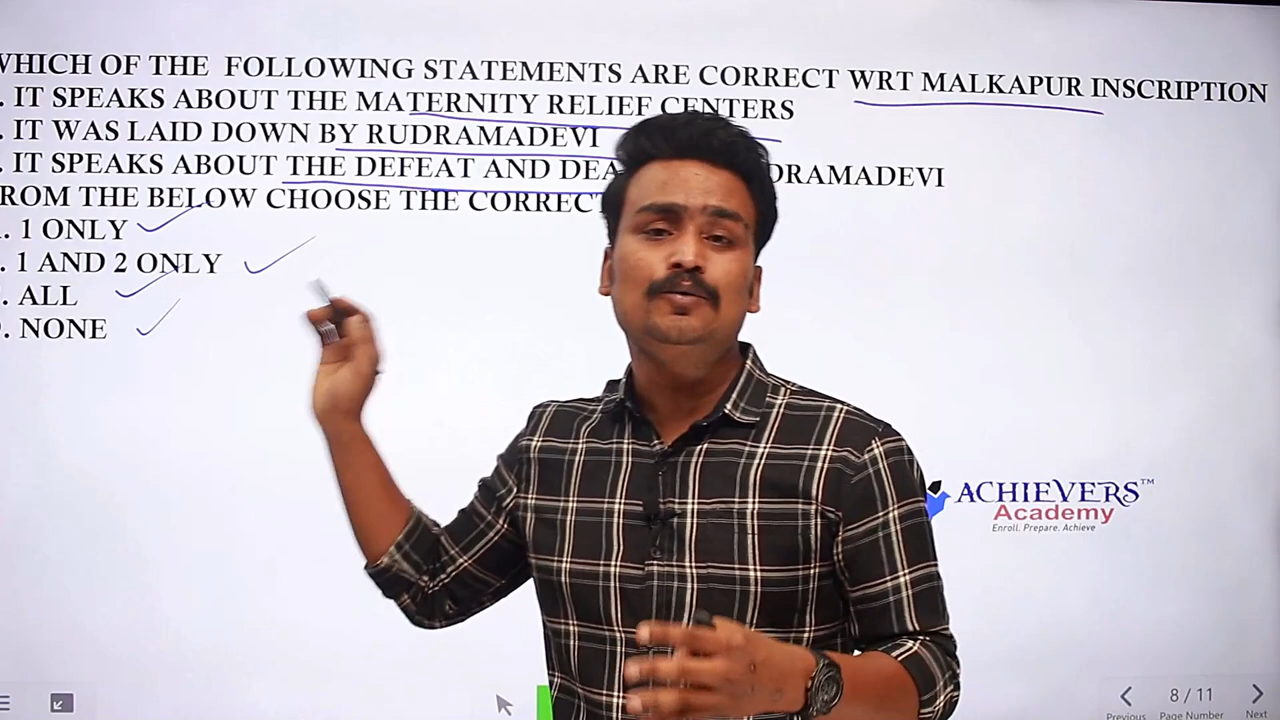 WHICH OF THE FOLLOWING STATEMENTS ARE CORRECT WRT MALKAPUR INSCRIPTION
. IT SPEAKS ABOUT THE MATERNITY RELIEF CENTERS
. IT WAS LAID DOWN BY RUDRAMADEVI
. IT SPEAKS ABOUT THE DEFEAT AND DEA DRAMADEVI
ROM THE BELOW CHOOSE THE CORRECT
. 1 ONLY
. 1 AND 2 ONLY
. ALL
. NONE
ACHIEVERS™
Academy
Enroll. Prepare. Achieve
8 / 11
Previous Page Number Next